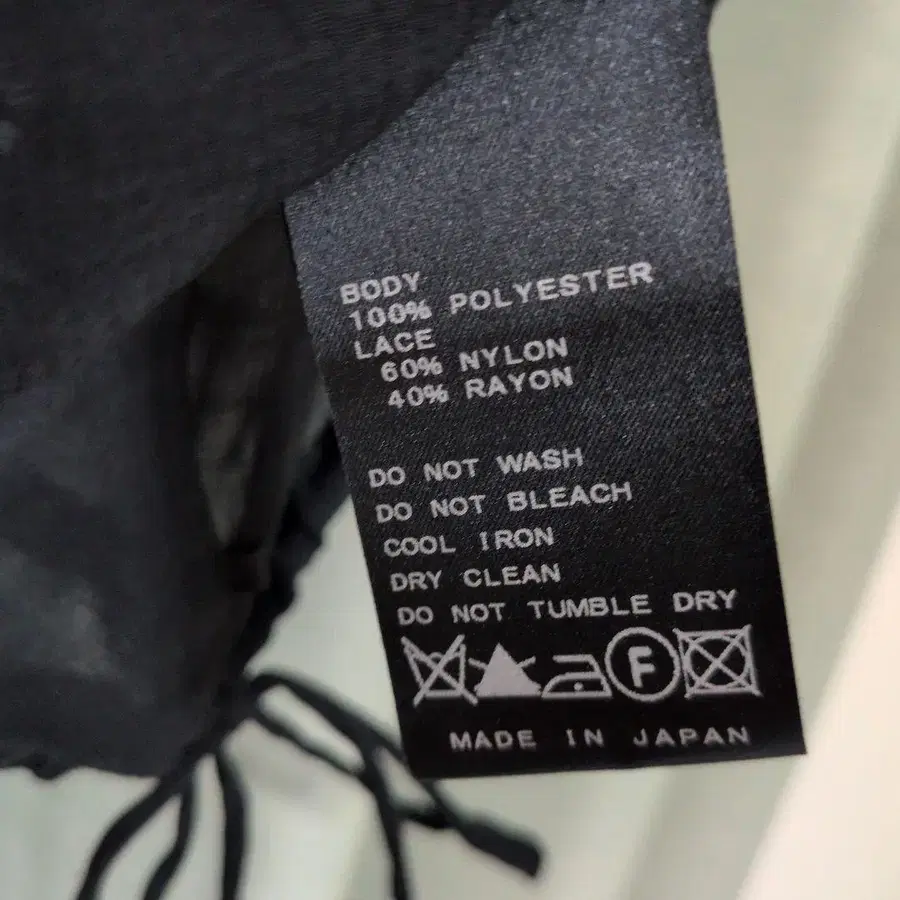 BODY
100% POLYESTER
LACE
60% NYLON
40% RAYON
DO NOT WASH
DO NOT BLEACH
COOL IRON
DRY CLEAN
DO NOT TUMBLE DRY
F
MADE IN JAPAN